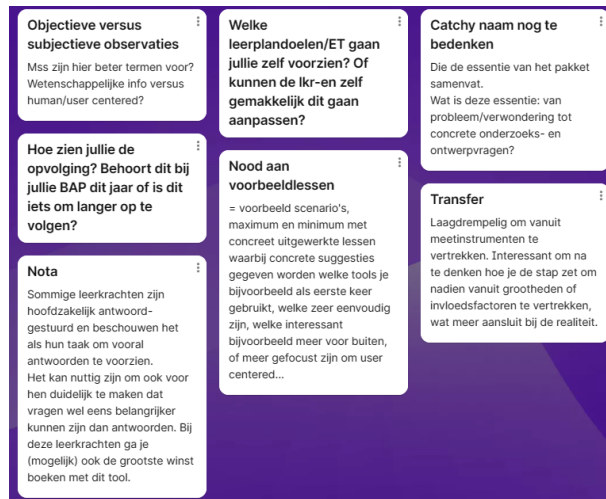 Objectieve versus
subjectieve observaties
Mss zijn hier beter termen voor?
Wetenschappelijke info versus
human/user centered?
Hoe zien jullie de
opvolging? Behoort dit bij
jullie BAP dit jaar of is dit
iets om langer op te
volgen?
Nota
Sommige leerkrachten zijn
hoofdzakelijk antwoord-
gestuurd en beschouwen het
als hun taak om vooral
antwoorden te voorzien.
Het kan nuttig zijn om ook voor
hen duidelijk te maken dat
vragen wel eens belangrijker
kunnen zijn dan antwoorden. Bij
deze leerkrachten ga je
(mogelijk) ook de grootste winst
boeken met dit tool.
Welke
leerplandoelen/ET gaan
jullie zelf voorzien? Of
kunnen de lkr-en zelf
gemakkelijk dit gaan
aanpassen?
Nood aan
voorbeeldlessen
= voorbeeld scenario's,
maximum en minimum met
concreet uitgewerkte lessen
waarbij concrete suggesties
gegeven worden welke tools je
bijvoorbeeld als eerste keer
gebruikt, welke zeer eenvoudig
zijn, welke interessant
bijvoorbeeld meer voor buiten,
of meer gefocust zijn om user
centered...
Catchy naam nog te
bedenken
Die de essentie van het pakket
samenvat.
Wat is deze essentie: van
probleem/verwondering tot
concrete onderzoeks- en
ontwerpvragen?
Transfer
Laagdrempelig om vanuit
meetinstrumenten te
vertrekken. Interessant om na
te denken hoe je de stap zet om
nadien vanuit grootheden of
invloedsfactoren te vertrekken,
wat meer aansluit bij de realiteit.